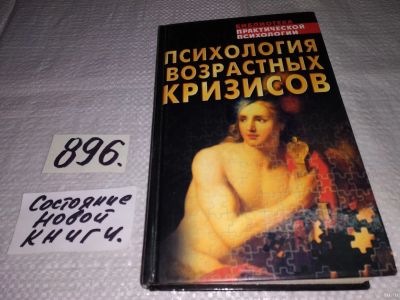 БИБЛИОТЕКА
ПРАКТИЧЕСКОЙ
ПСИХОЛОГИИ
ПСИХОЛОГИЯ
ВОЗРАСТНЫХ
КРИЗИСОВ
896.
Состояние
новой
книги.